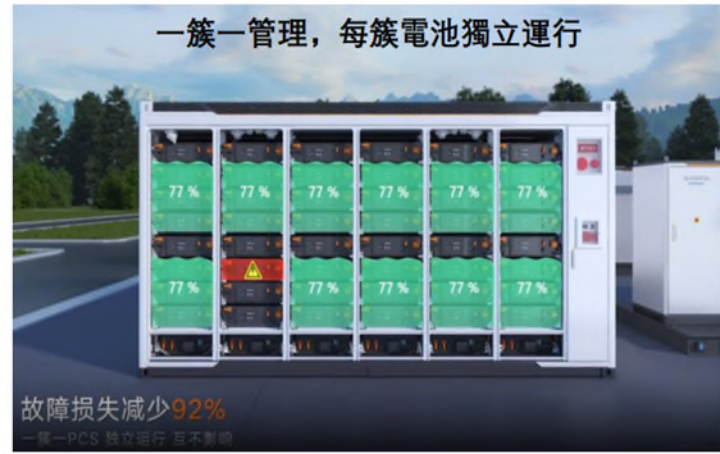 一簇一管理，每簇電池獨立運行
77 % 77 % 77 % 77 % 77 % 77 %
77 % 77 % 77 % 77 % 77 %
故障损失减少92%
一簇一PCS 独立运行 互不影响